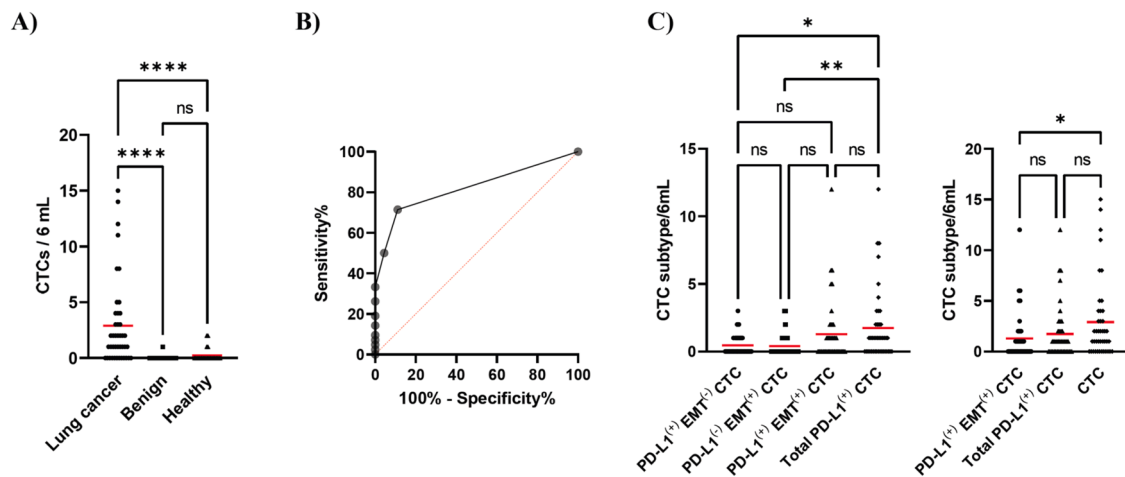 A)
****
ns
****
20
15
10
5
0
CTCs / 6 mL
Lung cancer
Benign
Healthy
B)
100
80
60
40
20
0
Sensitivity%
0 20 40 60 80 100
100% - Specificity%
C)
*
**
ns
ns ns ns
15
10
5
0
CTC subtype/6mL
PD-L1(+) EMT(-) CTC
PD-L1(-) EMT(+) CTC
PD-L1(+) EMT(+) CTC
Total PD-L1(+) CTC
*
ns ns
20
15
10
5
0
CTC subtype/6mL
PD-L1(+) EMT(+) CTC
Total PD-L1(+) CTC
CTC